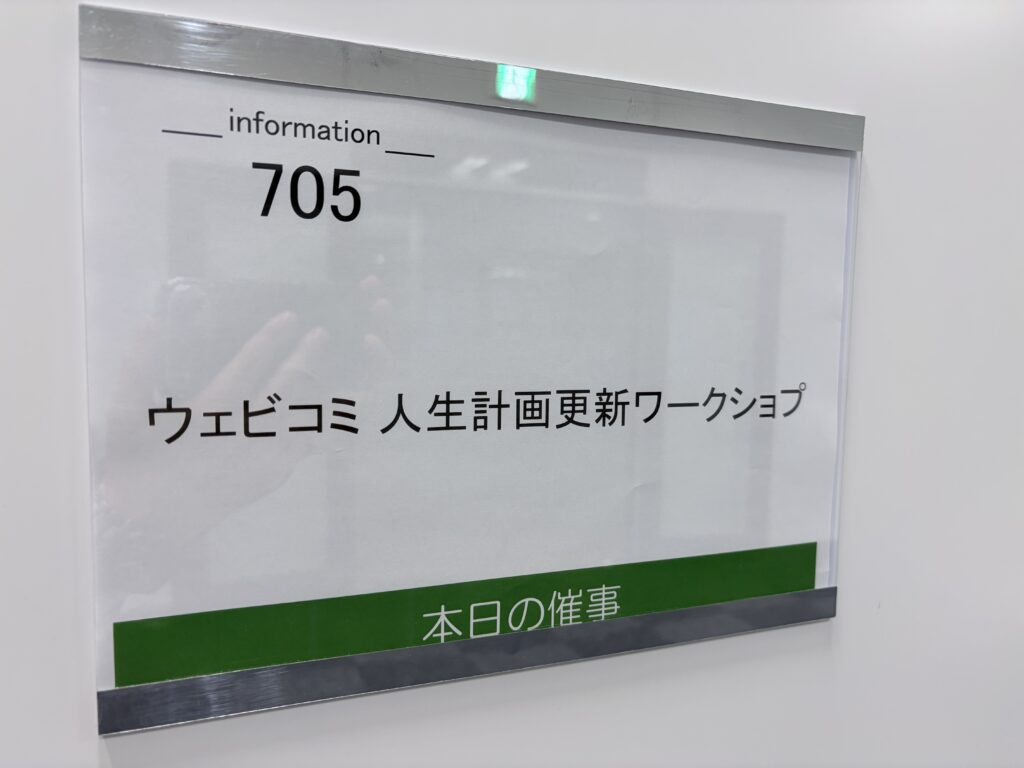 information
705
ウェビコミ 人生計画更新ワークショプ
本日の催事